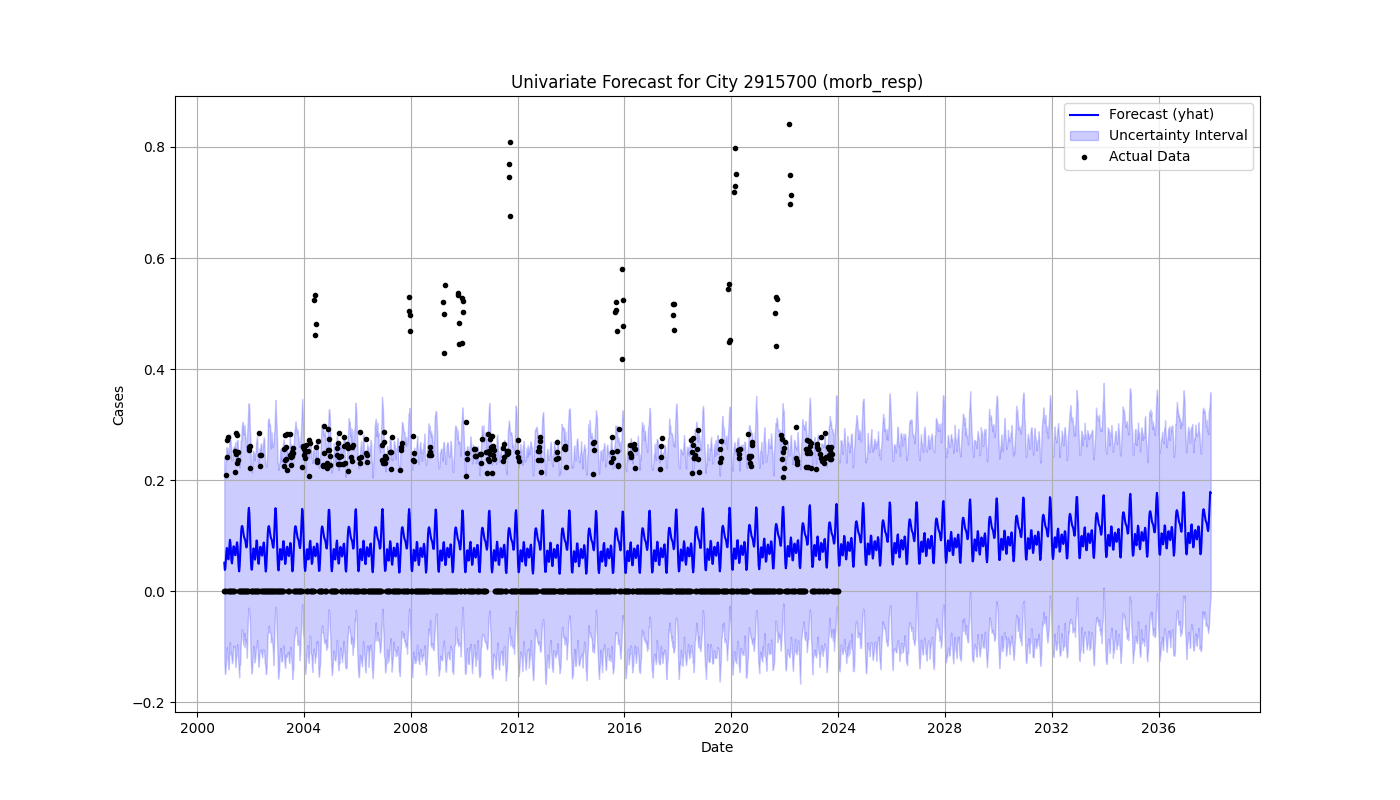 Univariate Forecast for City 2915700 (morb_resp)
Forecast (yhat)
Uncertainty Interval
Actual Data
Cases
0.8
0.6
0.4
0.2
0.0
−0.2
2000 2004 2008 2012 2016 2020 2024 2028 2032 2036
Date